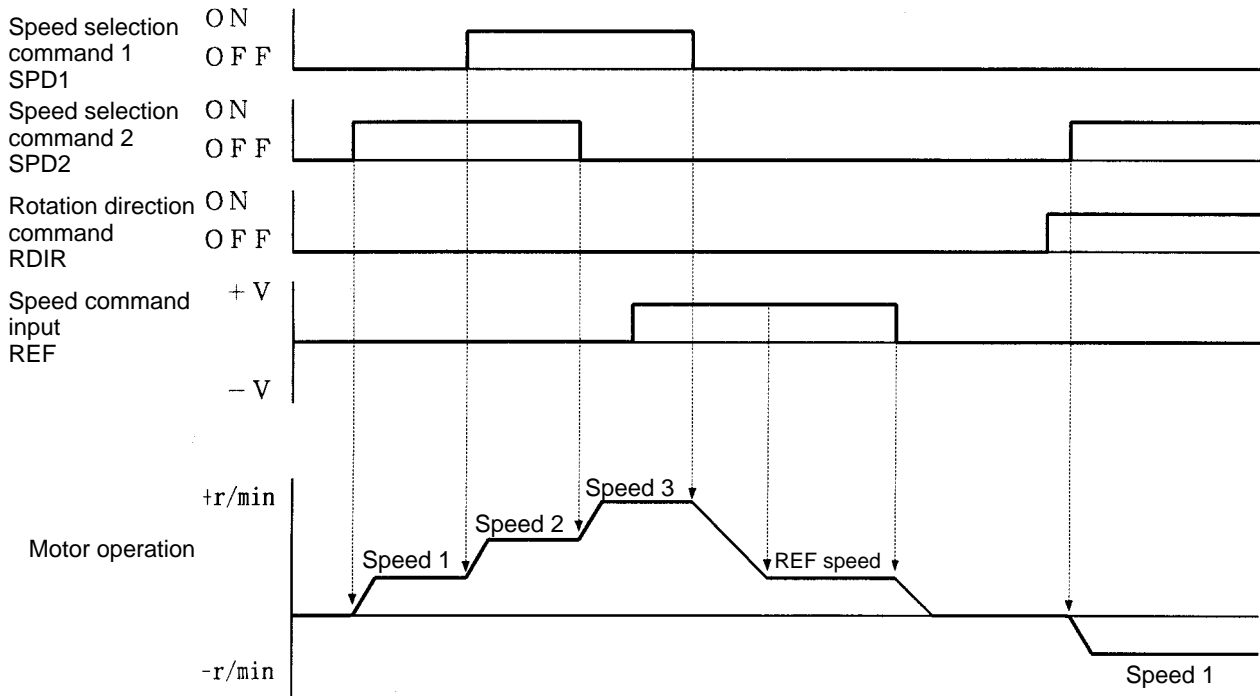 Speed selection
command 1
SPD1
ON
OFF
Speed selection
command 2
SPD2
ON
OFF
Rotation direction
command
RDIR
ON
OFF
Speed command
input
REF
+V
−V
Motor operation
+r/min
Speed 1
Speed 2
Speed 3
REF speed
-r/min
Speed 1